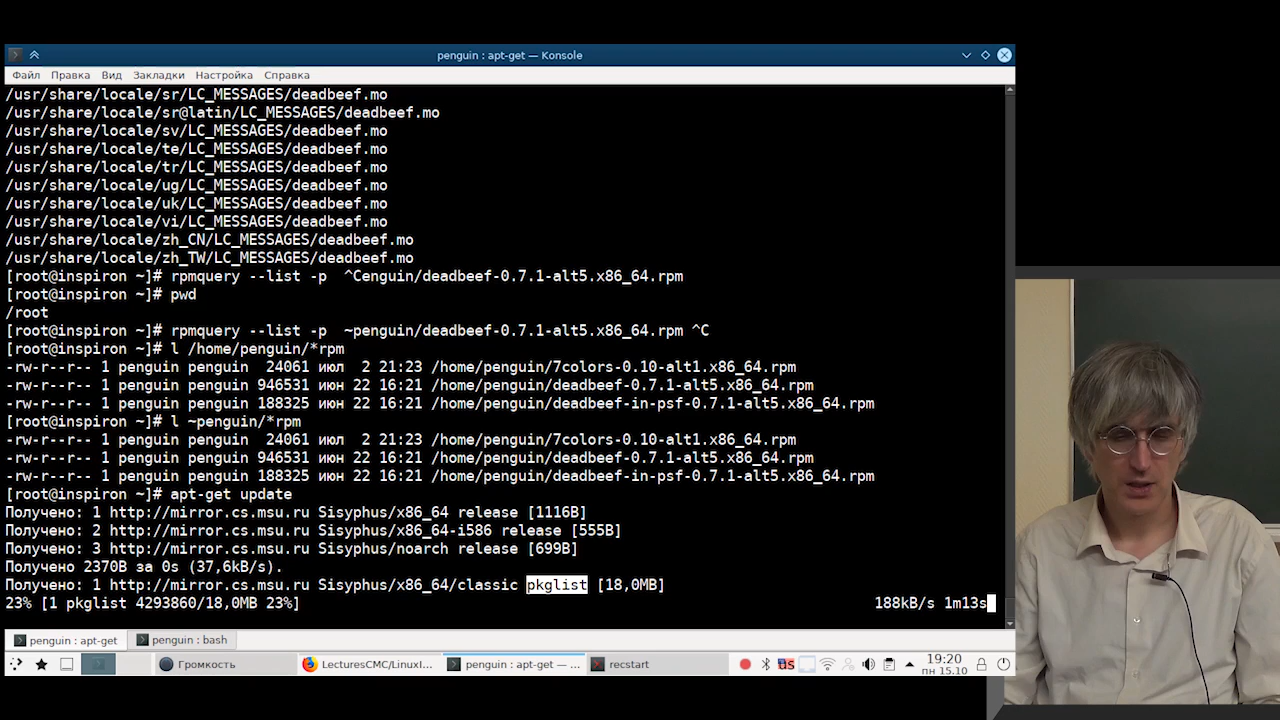 penguin : apt-get — Konsole
Файл Правка Вид Закладки Настройка Справка
/usr/share/locale/sr/LC_MESSAGES/deadbeef.mo
/usr/share/locale/sr@latin/LC_MESSAGES/deadbeef.mo
/usr/share/locale/sv/LC_MESSAGES/deadbeef.mo
/usr/share/locale/te/LC_MESSAGES/deadbeef.mo
/usr/share/locale/tr/LC_MESSAGES/deadbeef.mo
/usr/share/locale/ug/LC_MESSAGES/deadbeef.mo
/usr/share/locale/uk/LC_MESSAGES/deadbeef.mo
/usr/share/locale/vi/LC_MESSAGES/deadbeef.mo
/usr/share/locale/zh_CN/LC_MESSAGES/deadbeef.mo
/usr/share/locale/zh_TW/LC_MESSAGES/deadbeef.mo
[root@inspiron ~]# rpmquery --list -p  ^Cenguin/deadbeef-0.7.1-alt5.x86_64.rpm
[root@inspiron ~]# pwd
/root
[root@inspiron ~]# rpmquery --list -p  ~penguin/deadbeef-0.7.1-alt5.x86_64.rpm ^C
[root@inspiron ~]# l /home/penguin/*rpm
-rw-r--r-- 1 penguin penguin  24061 июл  2 21:23 /home/penguin/7colors-0.10-alt1.x86_64.rpm
-rw-r--r-- 1 penguin penguin 946531 июн 22 16:21 /home/penguin/deadbeef-0.7.1-alt5.x86_64.rpm
-rw-r--r-- 1 penguin penguin 188325 июн 22 16:21 /home/penguin/deadbeef-in-psf-0.7.1-alt5.x86_64.rpm
[root@inspiron ~]# l ~penguin/*rpm
-rw-r--r-- 1 penguin penguin  24061 июл  2 21:23 /home/penguin/7colors-0.10-alt1.x86_64.rpm
-rw-r--r-- 1 penguin penguin 946531 июн 22 16:21 /home/penguin/deadbeef-0.7.1-alt5.x86_64.rpm
-rw-r--r-- 1 penguin penguin 188325 июн 22 16:21 /home/penguin/deadbeef-in-psf-0.7.1-alt5.x86_64.rpm
[root@inspiron ~]# apt-get update
Получено: 1 http://mirror.cs.msu.ru Sisyphus/x86_64 release [1116B]
Получено: 2 http://mirror.cs.msu.ru Sisyphus/x86_64-i586 release [555B]
Получено: 3 http://mirror.cs.msu.ru Sisyphus/noarch release [699B]
Получено 2370B за 0s (37,6kB/s).
Получено: 1 http://mirror.cs.msu.ru Sisyphus/x86_64/classic pkglist [18,0MB]
23% [1 pkglist 4293860/18,0MB 23%] 188kB/s 1m13s
penguin : apt-get penguin : bash
Громкость LecturesCMC/LinuxI... penguin : apt-get — ... recstart us 19:20
пн 15.10